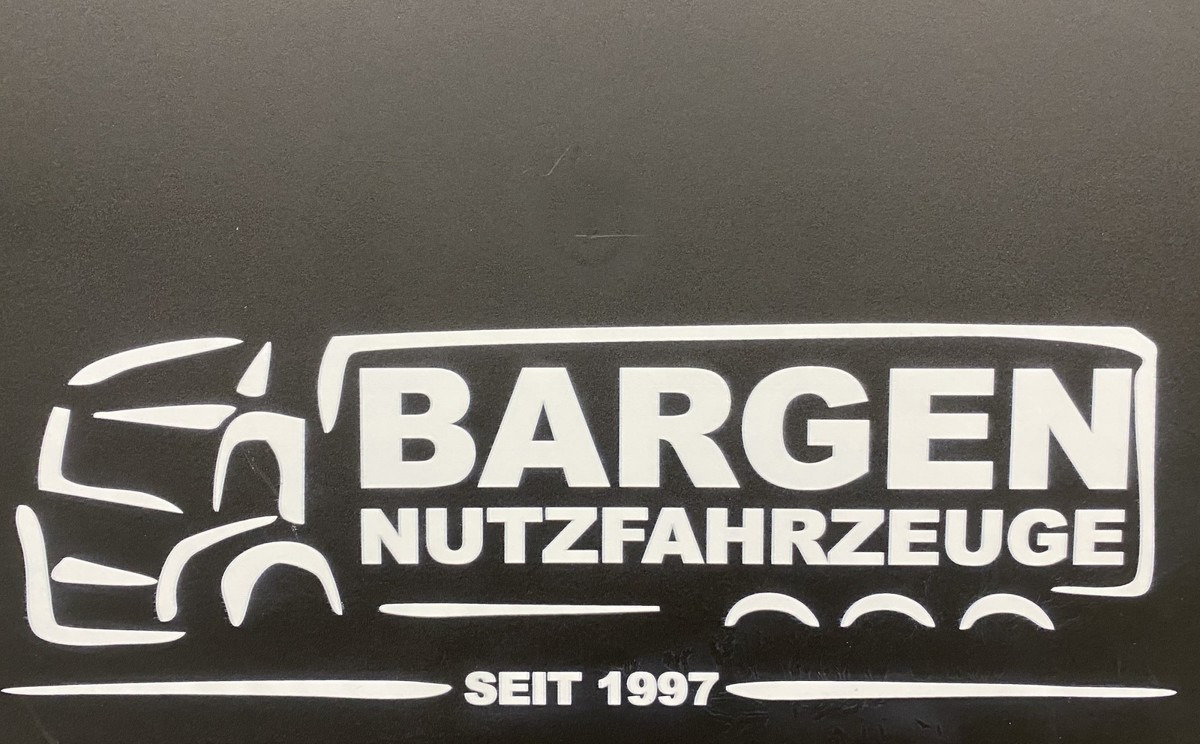 BARGEN
NUTZFAHRZEUGE
SEIT 1997